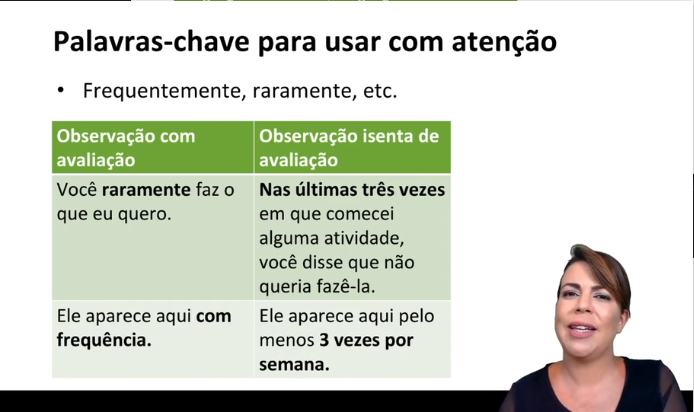 Palavras-chave para usar com atenção
• Frequentemente, raramente, etc.
Observação com
avaliação
Observação isenta de
avaliação
Você raramente faz o
que eu quero.
Nas últimas três vezes
em que comecei
alguma atividade,
você disse que não
queria fazê-la.
Ele aparece aqui com
frequência.
Ele aparece aqui pelo
menos 3 vezes por
semana.